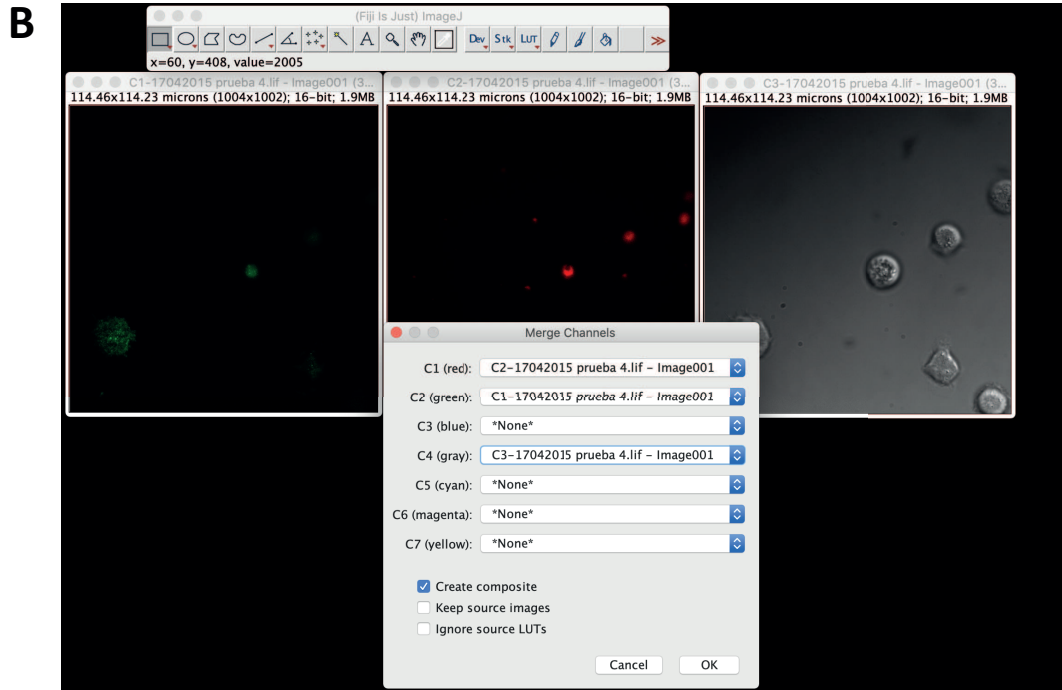 B
(Fiji Is Just) ImageJ
A Dev Stk LUT
x=60, y=408, value=2005
C1-17042015 prueba 4.lif - Image001 (3...
114.46x114.23 microns (1004x1002); 16-bit; 1.9MB
C2-17042015 prueba 4.lif - Image001 (3...
114.46x114.23 microns (1004x1002); 16-bit; 1.9MB
C3-17042015 prueba 4.lif - Image001 (3...
114.46x114.23 microns (1004x1002); 16-bit; 1.9MB
Merge Channels
C1 (red): C2-17042015 prueba 4.lif - Image001
C2 (green): C1-17042015 prueba 4.lif - Image001
C3 (blue): *None*
C4 (gray): C3-17042015 prueba 4.lif - Image001
C5 (cyan): *None*
C6 (magenta): *None*
C7 (yellow): *None*
Create composite
Keep source images
Ignore source LUTs
Cancel OK